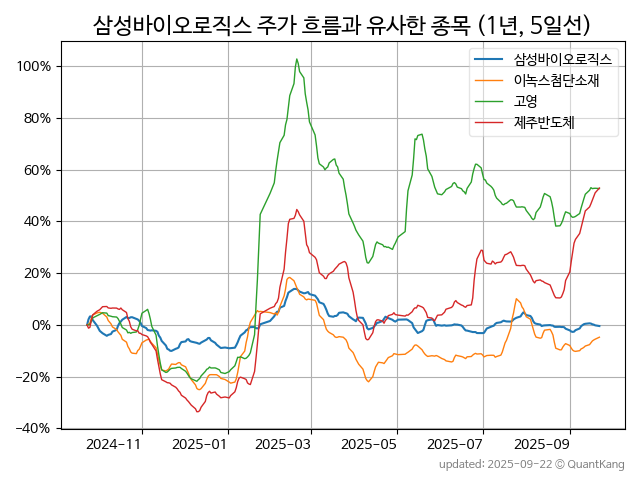 삼성바이오로직스 주가 흐름과 유사한 종목 (1년, 5일선)
삼성바이오로직스
이녹스첨단소재
고영
제주반도체
100%
80%
60%
40%
20%
0%
−20%
−40%
2024-11
2025-01
2025-03
2025-05
2025-07
2025-09
updated: 2025-09-22 © QuantKang